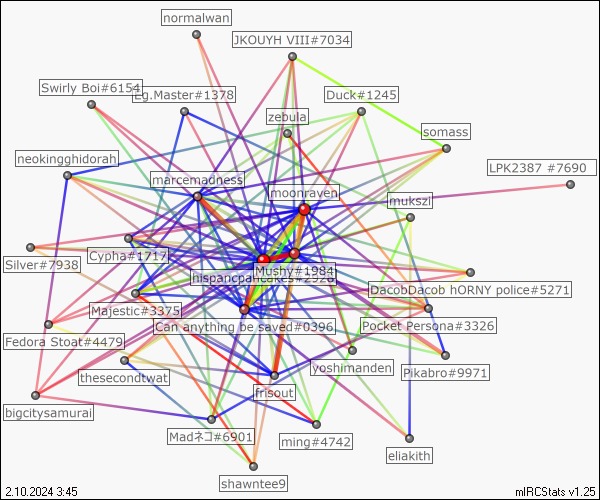 normalwan
JKOUYH VIII#7034
Swirly Boi#6154
Eg.Master#1378
Duck#1245
zebula
somass
neokingghidorah
LPK2387 #7690
marcemadness
moonraven
mukszi
Cypha#1717
Silver#7938
Mushy#1984
DacobDacob hORNY police#5271
Majestic#3375
Can anything be saved#0396
Pocket Persona#3326
Fedora Stoat#4479
yoshimanden
Pikabro#9971
thesecondtwat
frisout
bigcitysamurai
Madネコ#6901
ming#4742
eliakith
shawntee9
2.10.2024 3:45
mIRCStats v1.25